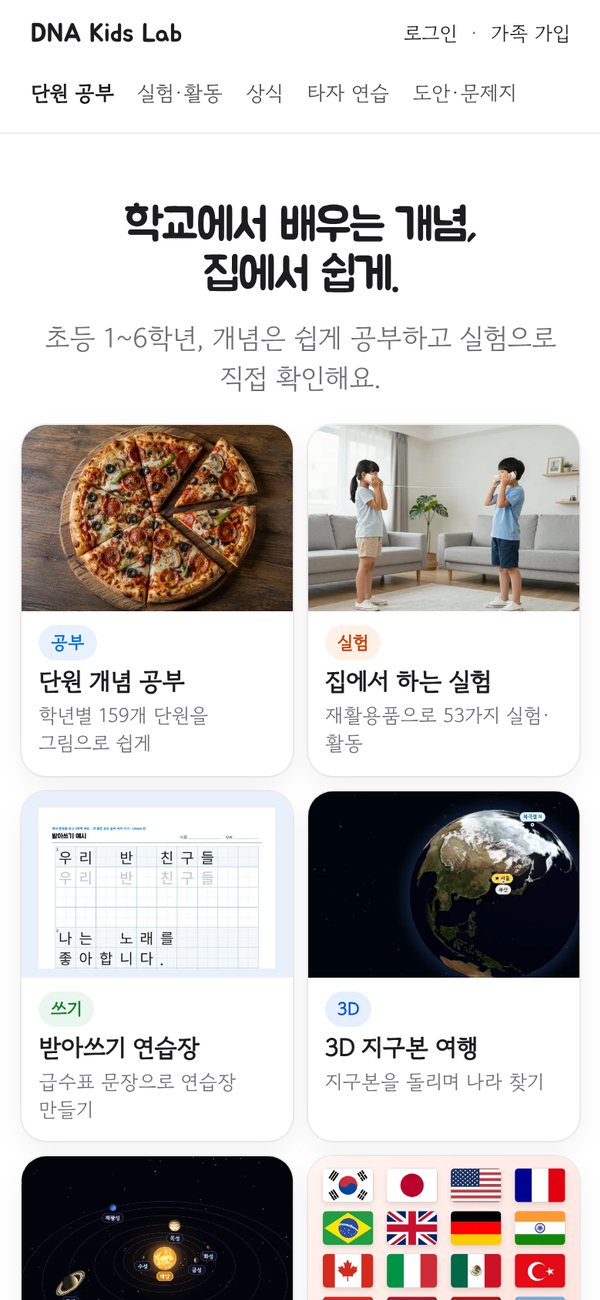 DNA Kids Lab
로그인 · 가족 가입
단원 공부 실험·활동 상식 타자 연습 도안·문제지
학교에서 배우는 개념,
집에서 쉽게.
초등 1~6학년, 개념은 쉽게 공부하고 실험으로
직접 확인해요.
공부
단원 개념 공부
학년별 159개 단원을
그림으로 쉽게
실험
집에서 하는 실험
재활용품으로 53가지 실험·
활동
받아쓰기 예시
우리 반 친구들
우리 반 친구들
나는 노래를
좋아합니다.
쓰기
받아쓰기 연습장
급수표 문장으로 연습장
만들기
서울
3D
3D 지구본 여행
지구본을 돌리며 나라 찾기
해왕성
목성
화성
수성
금성
태양